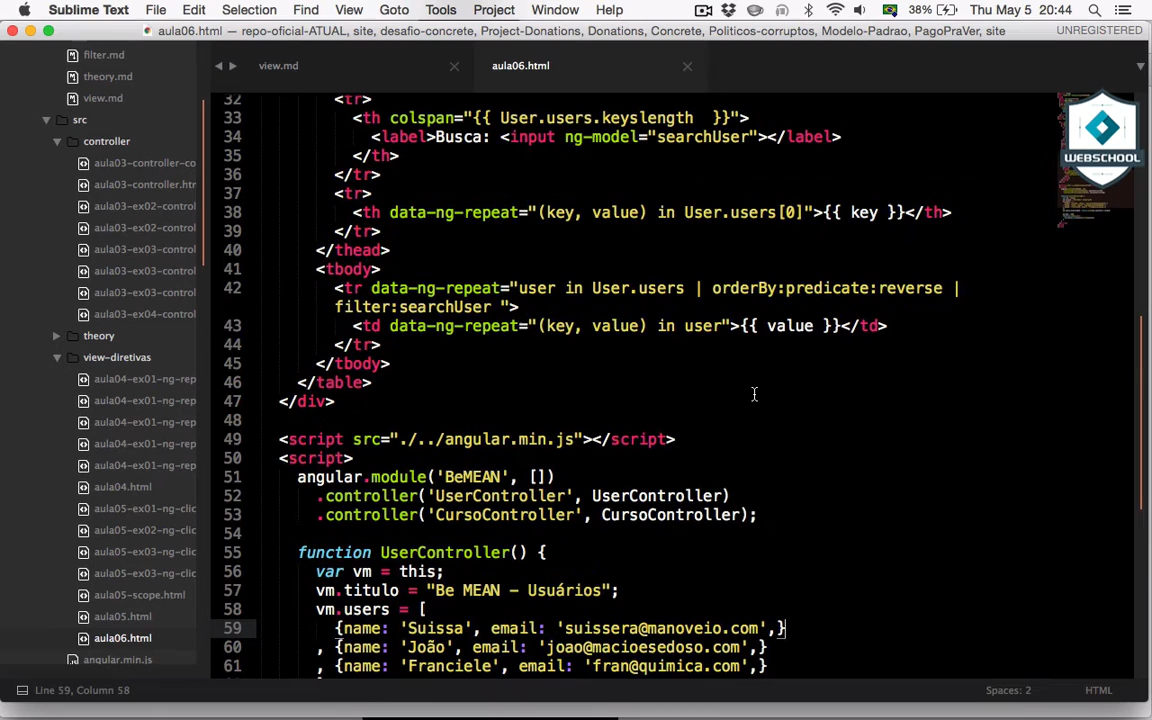 Sublime Text File Edit Selection Find View Goto Tools Project Window Help 38% Thu May 5 20:44
aula06.html — repo-oficial-ATUAL, site, desafio-concrete, Project-Donations, Donations, Concrete, Politicos-corruptos, Modelo-Padrao, PagoPraVer, site UNREGISTERED
filter.md
theory.md
view.md
src
controller
aula03-controller-co
aula03-controller.htr
aula03-ex02-control
aula03-ex02-control
aula03-ex03-control
aula03-ex03-control
aula03-ex03-control
aula03-ex04-control
theory
view-diretivas
aula04-ex01-ng-rep
aula04-ex01-ng-rep
aula04-ex01-ng-rep
aula04-ex01-ng-rep
aula04-ex01-ng-rep
aula04.html
aula05-ex01-ng-clic
aula05-ex02-ng-clic
aula05-ex03-ng-clic
aula05-ex03-ng-clic
aula05-scope.html
aula05.html
aula06.html
angular.min.js
view.md aula06.html
32 <tr>
33 <th colspan="{{ User.users.keyslength  }}">
34 <label>Busca: <input ng-model="searchUser"></label>
35 </th>
36 </tr>
37 <tr>
38 <th data-ng-repeat="(key, value) in User.users[0]">{{ key }}</th>
39 </tr>
40 </thead>
41 <tbody>
42 <tr data-ng-repeat="user in User.users | orderBy:predicate:reverse |
filter:searchUser ">
43 <td data-ng-repeat="(key, value) in user">{{ value }}</td>
44 </tr>
45 </tbody>
46 </table>
47 </div>
48
49 <script src="./../angular.min.js"></script>
50 <script>
51 angular.module('BeMEAN', [])
52 .controller('UserController', UserController)
53 .controller('CursoController', CursoController);
54
55 function UserController() {
56 var vm = this;
57 vm.titulo = "Be MEAN - Usuários";
58 vm.users = [
59 {name: 'Suissa', email: 'suissera@manoveio.com',}
60 , {name: 'João', email: 'joao@macioesedoso.com',}
61 , {name: 'Franciele', email: 'fran@quimica.com',}
WEBSCHOOL
Line 59, Column 58 Spaces: 2 HTML